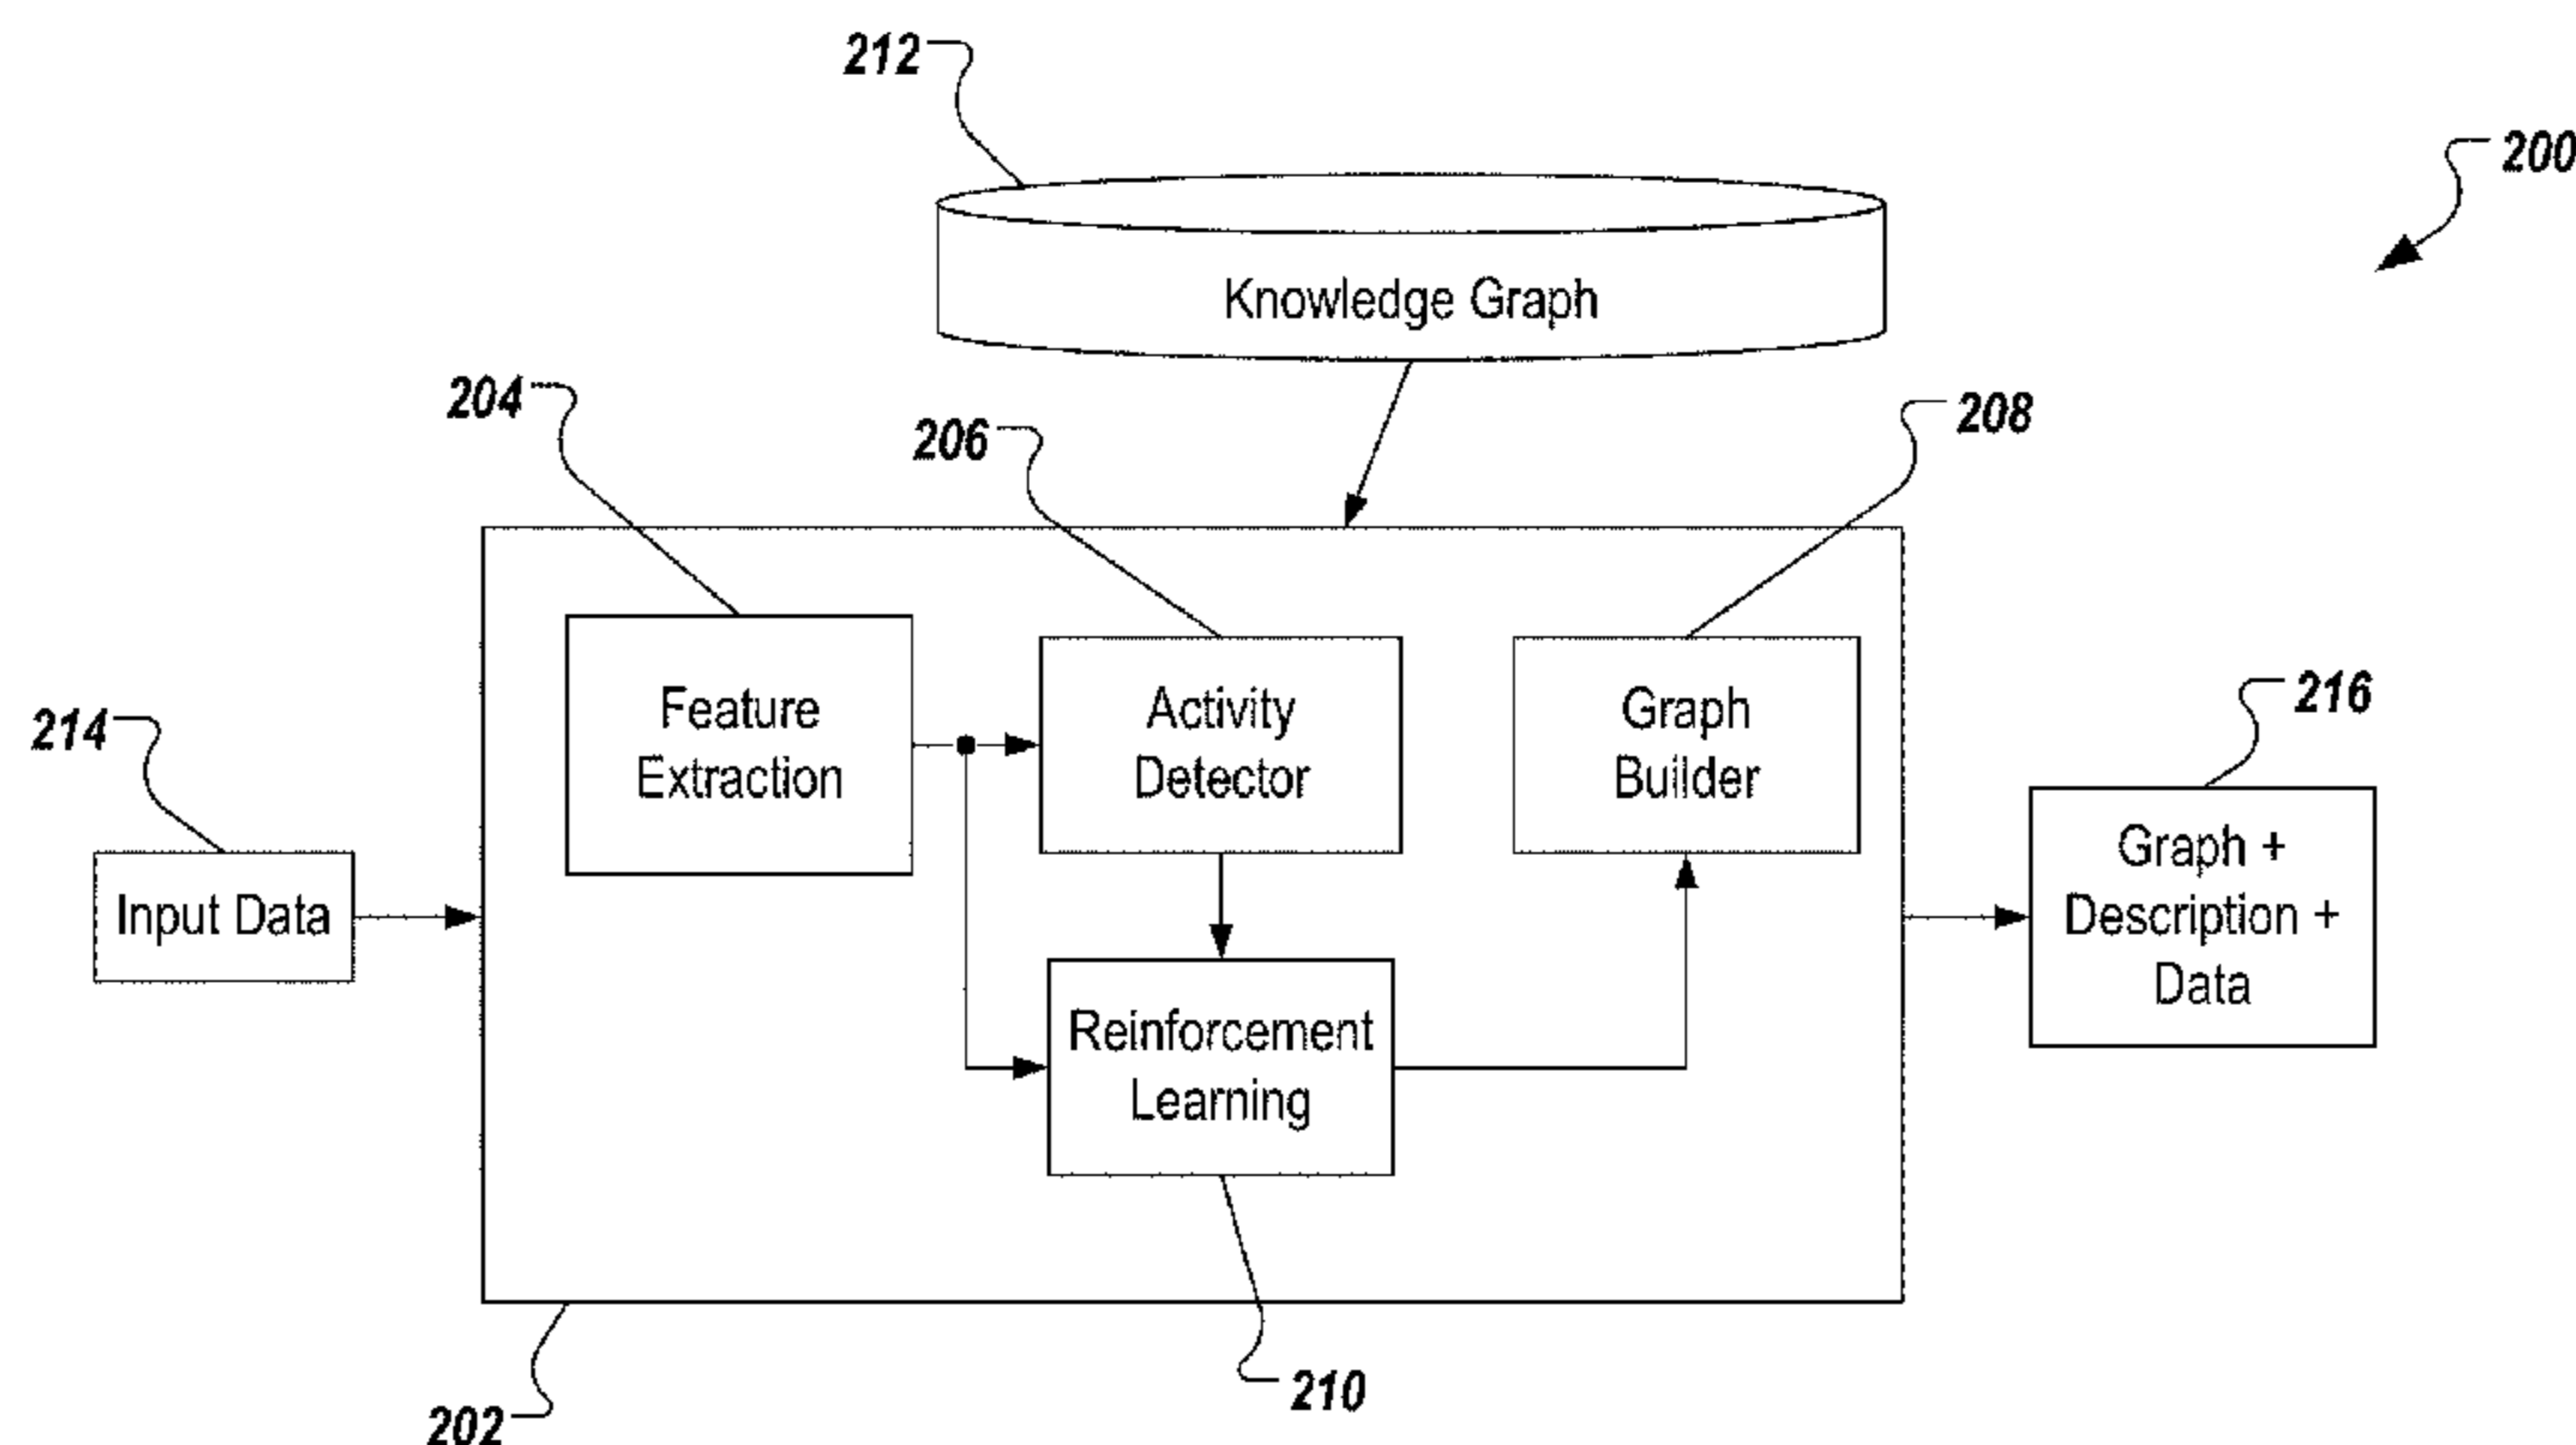 212
200
Knowledge Graph
204
206
208
Feature
Extraction
Activity
Detector
Graph
Builder
214
216
Input Data
Graph +
Description +
Data
Reinforcement
Learning
210
202